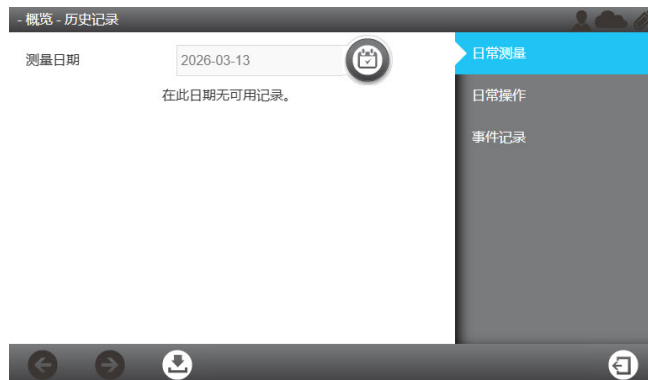 - 概览 - 历史记录
测量日期
2026-03-13
在此日期无可用记录。
日常测量
日常操作
事件记录